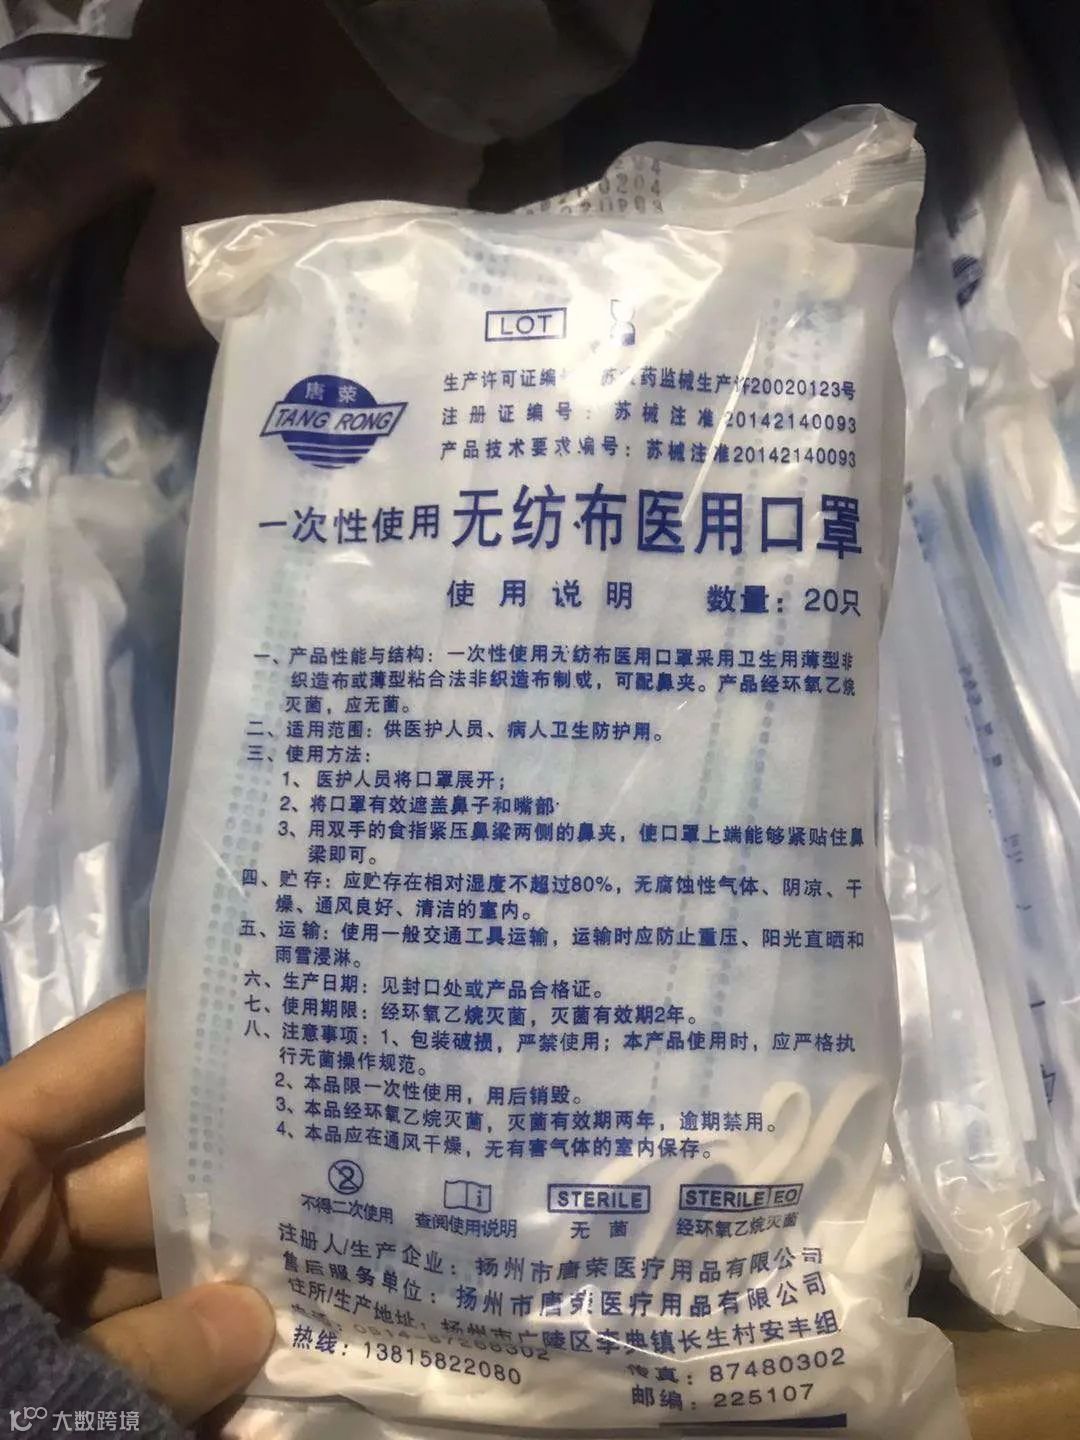 LOT
唐荣
TANG RONG
生产许可证编 药监械生产许20020123号
注册证编号：苏械注准20142140093
产品技术要求编号：苏械注准20142140093
一次性使用无纺布医用口罩
使用说明 数量：20只
一、产品性能与结构：一次性使用无纺布医用口罩采用卫生用薄型非
织造布或薄型粘合法非织造布制成，可配鼻夹。产品经环氧乙烷
灭菌，应无菌。
二、适用范围：供医护人员、病人卫生防护用。
三、使用方法：
1、医护人员将口罩展开；
2、将口罩有效遮盖鼻子和嘴部
3、用双手的食指紧压鼻梁两侧的鼻夹，使口罩上端能够紧贴住鼻
梁即可。
四、贮存：应贮存在相对湿度不超过80%，无腐蚀性气体、阴凉、干
燥、通风良好、清洁的室内。
五、运输：使用一般交通工具运输，运输时应防止重压、阳光直晒和
雨雪浸淋。
六、生产日期：见封口处或产品合格证。
七、使用期限：经环氧乙烷灭菌，灭菌有效期2年。
八、注意事项：1、包装破损，严禁使用；本产品使用时，应严格执
行无菌操作规范。
2、本品限一次性使用，用后销毁。
3、本品经环氧乙烷灭菌，灭菌有效期两年，逾期禁用。
4、本品应在通风干燥，无有害气体的室内保存。
2 STERILE STERILE EO
不得二次使用 查阅使用说明 无菌 经环氧乙烷灭菌
注册人/生产企业：扬州市唐荣医疗用品有限公司
售后服务单位：扬州市唐荣医疗用品有限公司
住所/生产地址：扬州市广陵区李典镇长生村安丰组
传真：87480302
热线：13815822080
邮编：225107
大数跨境